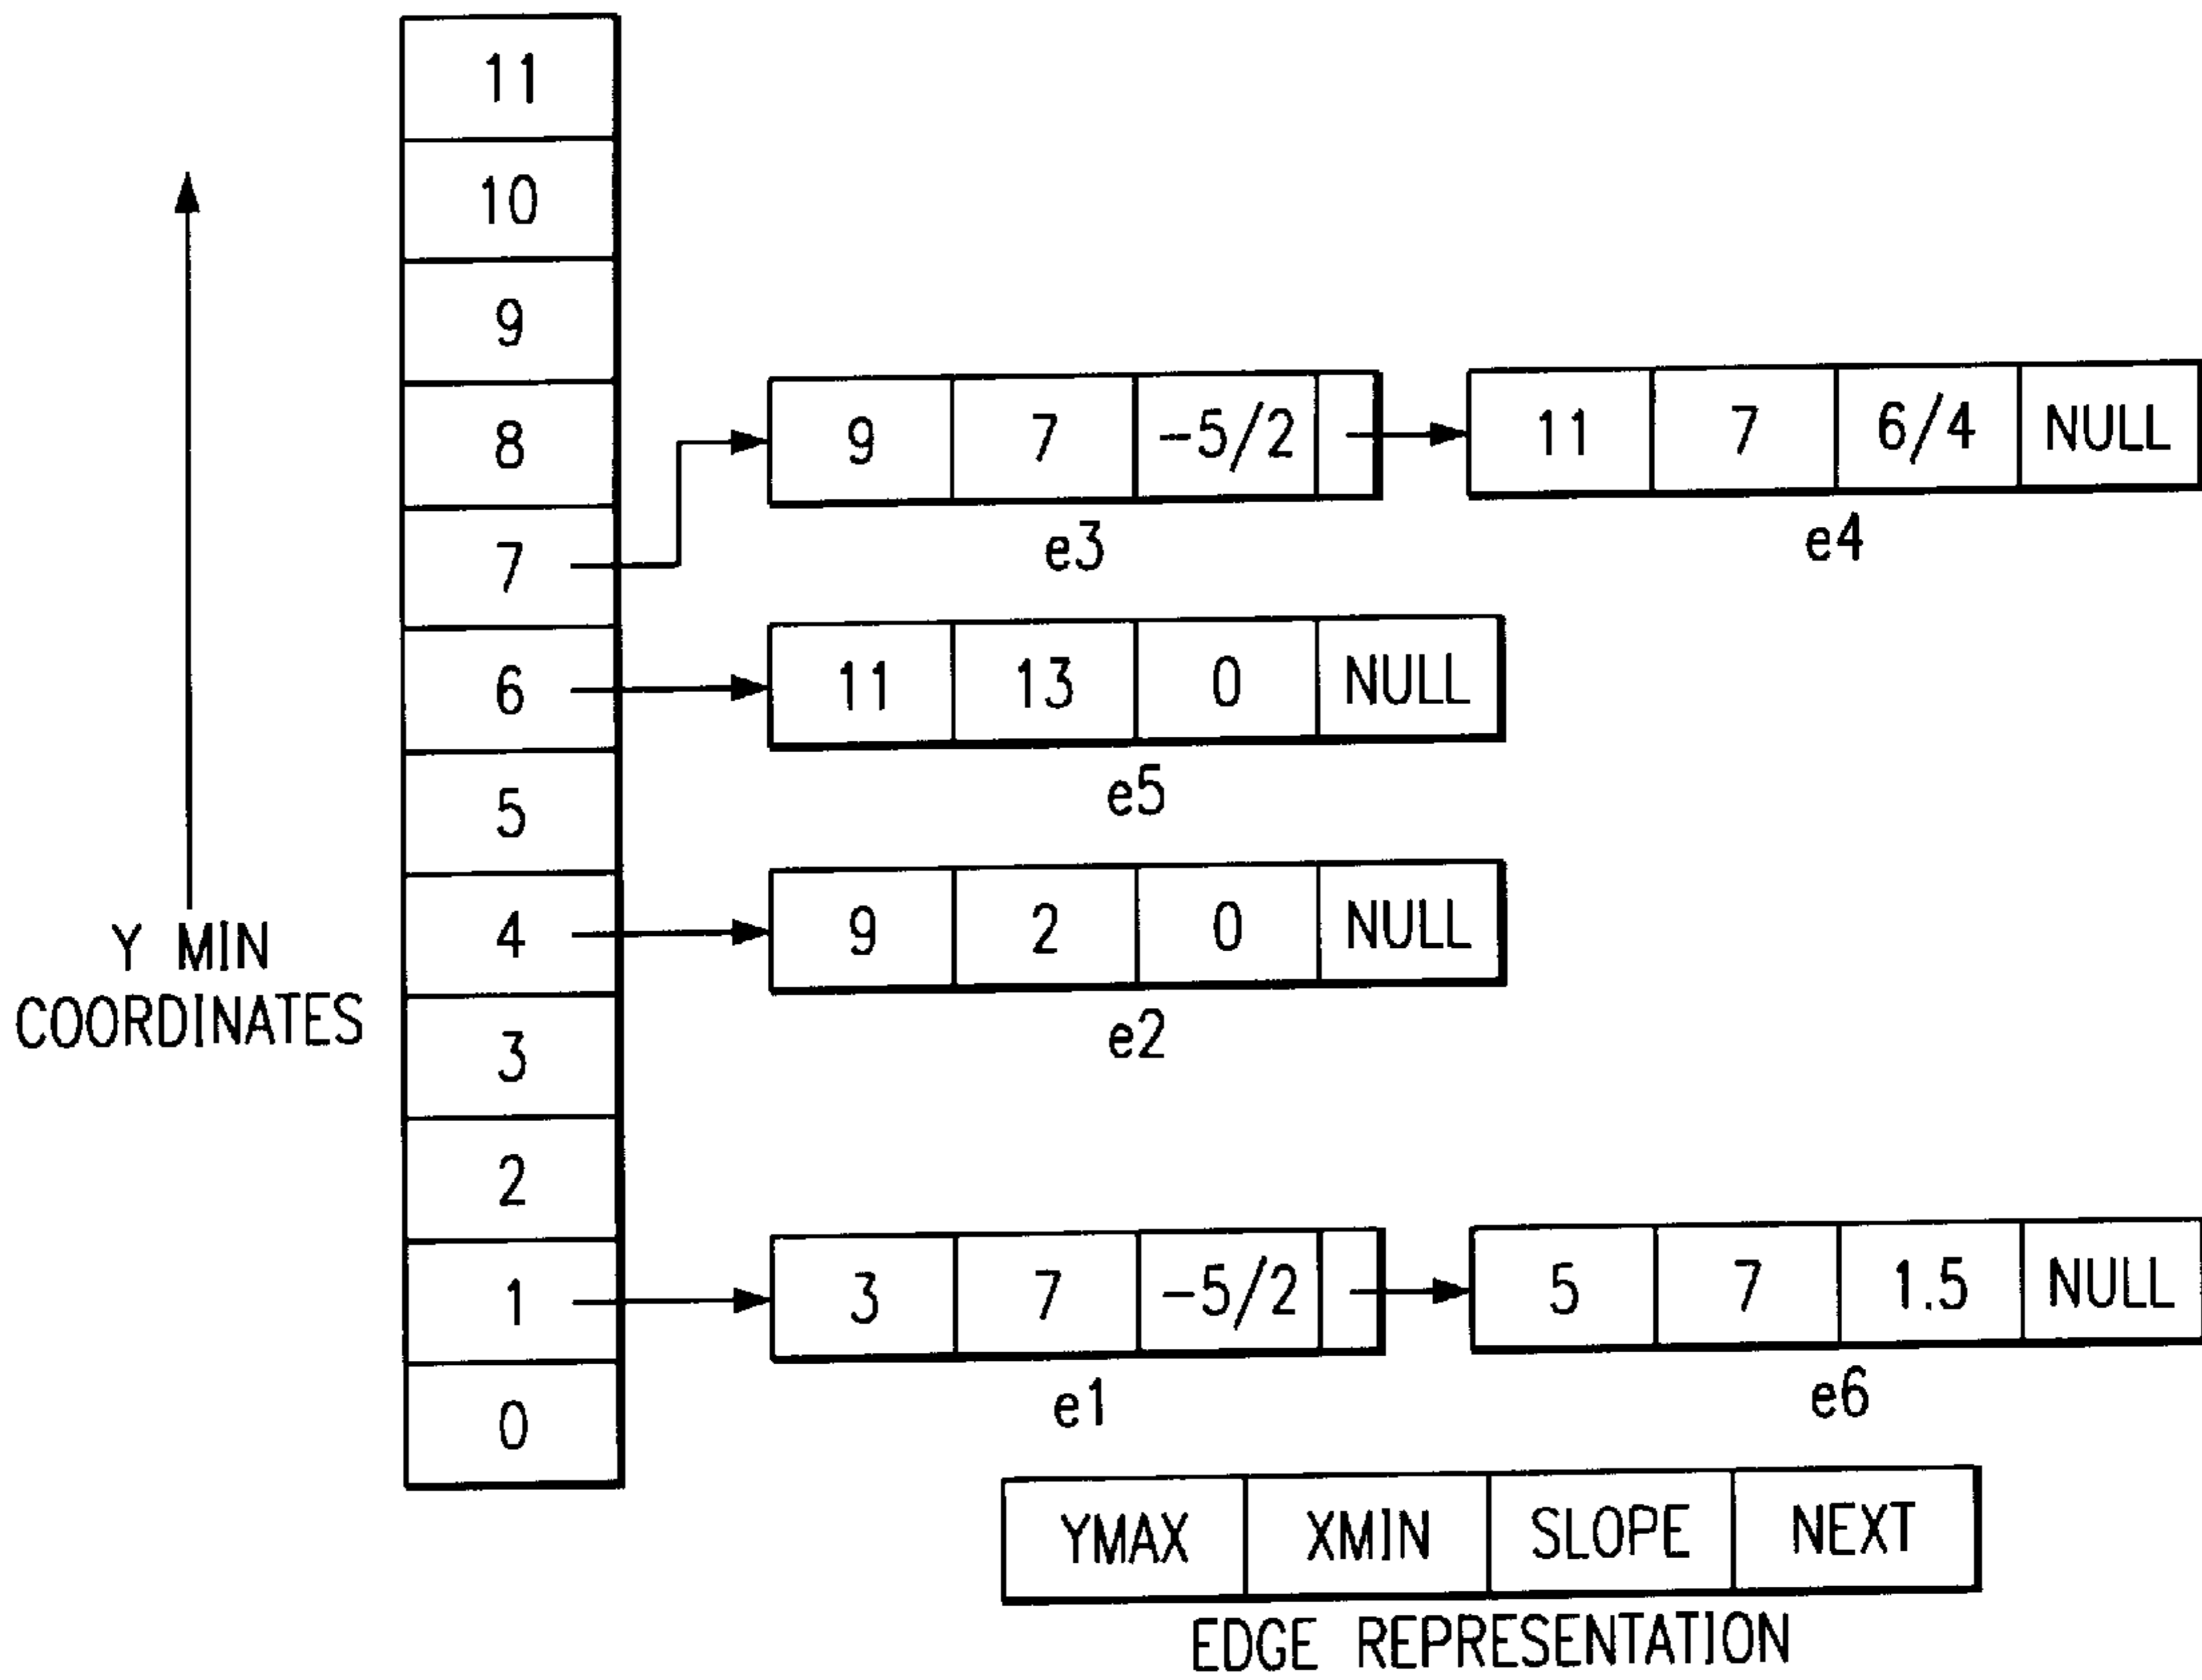 11
10
9
8
9 7 -5/2
11 7 6/4 NULL
e3
e4
7
6
11 13 0 NULL
e5
5
4
9 2 0 NULL
e2
Y MIN
COORDINATES
3
2
1
3 7 -5/2
5 7 1.5 NULL
e1
e6
0
YMAX XMIN SLOPE NEXT
EDGE REPRESENTATION